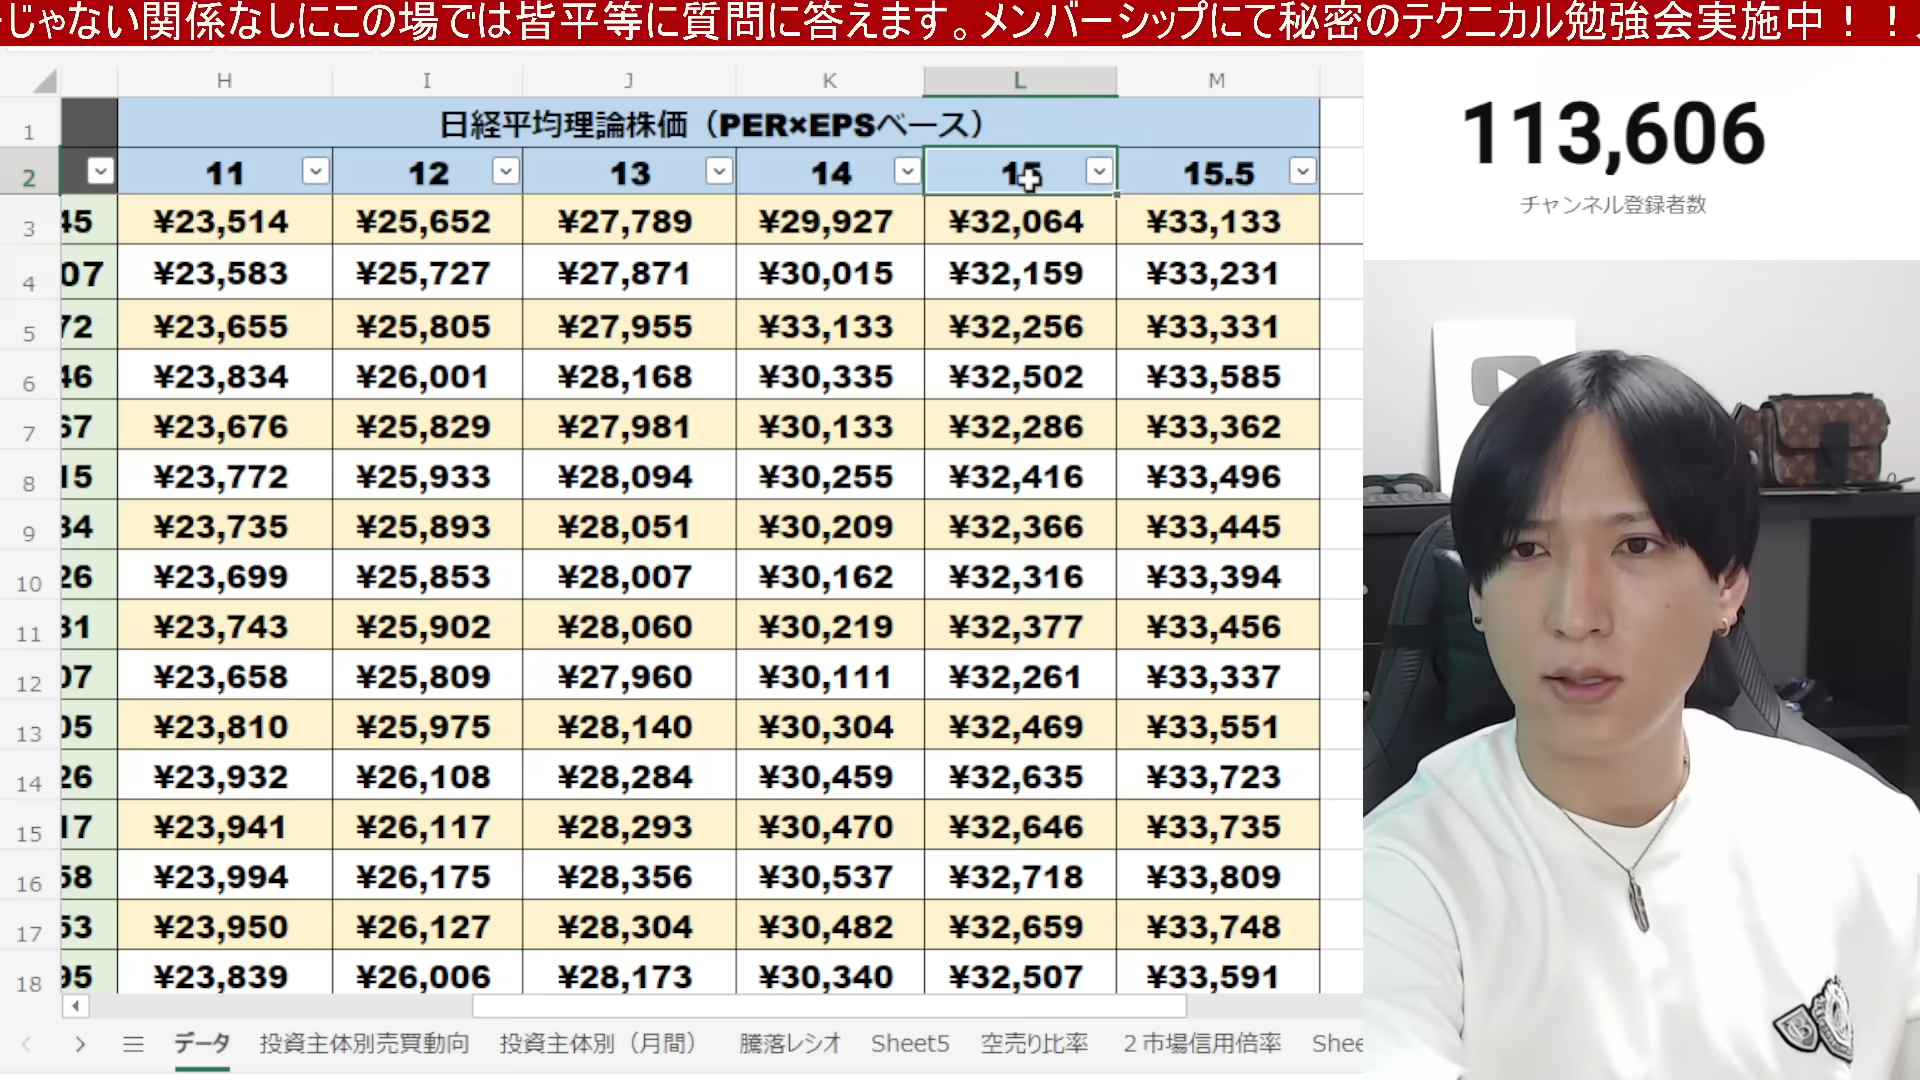 じゃない関係なしにこの場では皆平等に質問に答えます。メンバーシップにて秘密のテクニカル勉強会実施中！！
H I J K L M
113,606
チャンネル登録者数
1 日経平均理論株価（PER×EPSベース）
2 11 12 13 14 15 15.5
3 45 ¥23,514 ¥25,652 ¥27,789 ¥29,927 ¥32,064 ¥33,133
4 07 ¥23,583 ¥25,727 ¥27,871 ¥30,015 ¥32,159 ¥33,231
5 72 ¥23,655 ¥25,805 ¥27,955 ¥33,133 ¥32,256 ¥33,331
6 46 ¥23,834 ¥26,001 ¥28,168 ¥30,335 ¥32,502 ¥33,585
7 67 ¥23,676 ¥25,829 ¥27,981 ¥30,133 ¥32,286 ¥33,362
8 15 ¥23,772 ¥25,933 ¥28,094 ¥30,255 ¥32,416 ¥33,496
9 34 ¥23,735 ¥25,893 ¥28,051 ¥30,209 ¥32,366 ¥33,445
10 26 ¥23,699 ¥25,853 ¥28,007 ¥30,162 ¥32,316 ¥33,394
11 31 ¥23,743 ¥25,902 ¥28,060 ¥30,219 ¥32,377 ¥33,456
12 07 ¥23,658 ¥25,809 ¥27,960 ¥30,111 ¥32,261 ¥33,337
13 05 ¥23,810 ¥25,975 ¥28,140 ¥30,304 ¥32,469 ¥33,551
14 26 ¥23,932 ¥26,108 ¥28,284 ¥30,459 ¥32,635 ¥33,723
15 17 ¥23,941 ¥26,117 ¥28,293 ¥30,470 ¥32,646 ¥33,735
16 58 ¥23,994 ¥26,175 ¥28,356 ¥30,537 ¥32,718 ¥33,809
17 53 ¥23,950 ¥26,127 ¥28,304 ¥30,482 ¥32,659 ¥33,748
18 95 ¥23,839 ¥26,006 ¥28,173 ¥30,340 ¥32,507 ¥33,591
データ 投資主体別売買動向 投資主体別（月間） 騰落レシオ Sheet5 空売り比率 2市場信用倍率 Shee